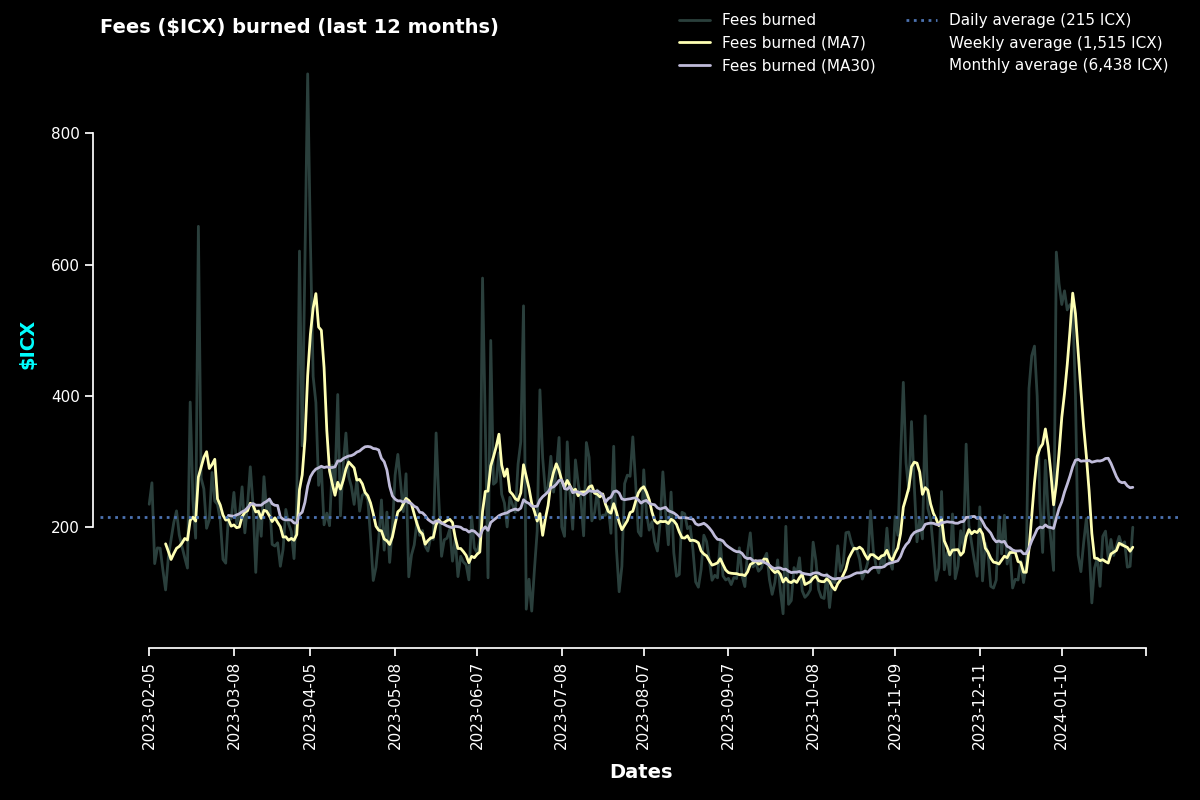 Fees ($ICX) burned (last 12 months)
Fees burned
Fees burned (MA7)
Fees burned (MA30)
Daily average (215 ICX)
Weekly average (1,515 ICX)
Monthly average (6,438 ICX)
800
600
400
200
$ICX
2023-02-05
2023-03-08
2023-04-05
2023-05-08
2023-06-07
2023-07-08
2023-08-07
2023-09-07
2023-10-08
2023-11-09
2023-12-11
2024-01-10
Dates